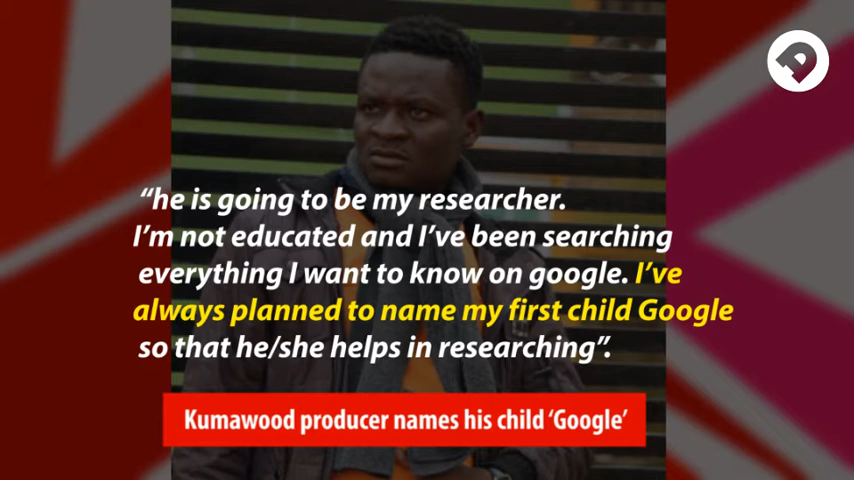 “he is going to be my researcher.
I’m not educated and I’ve been searching
everything I want to know on google. I’ve
always planned to name my first child Google
so that he/she helps in researching”.
Kumawood producer names his child ‘Google’